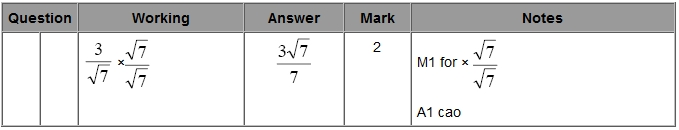 Question Working Answer Mark Notes
3/√7 × √7/√7 3√7/7 2 M1 for × √7/√7
A1 cao